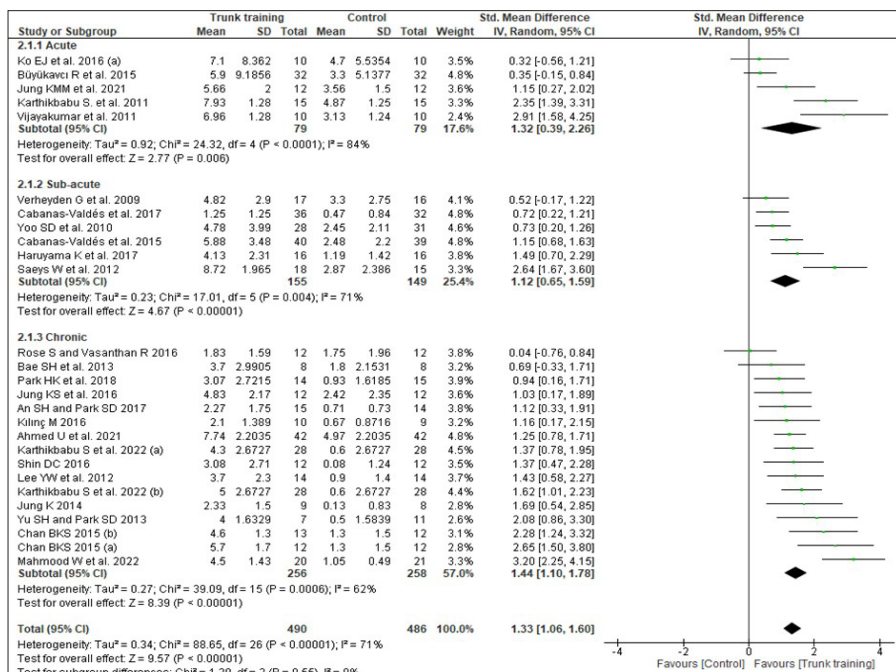 Trunk training Control Std. Mean Difference Std. Mean Difference
Study or Subgroup Mean SD Total Mean SD Total Weight IV, Random, 95% CI IV, Random, 95% CI
2.1.1 Acute
Ko EJ et al. 2016 (a) 7.1 8.362 10 4.7 5.5354 10 3.5% 0.32 [-0.56, 1.21]
Büyükavcı R et al. 2015 5.9 9.1856 32 3.3 5.1377 32 4.8% 0.35 [-0.15, 0.84]
Jung KMM et al. 2021 5.66 2 12 3.56 1.5 12 3.5% 1.15 [0.27, 2.02]
Karthikbabu S. et al. 2011 7.93 1.28 15 4.87 1.25 15 3.3% 2.35 [1.39, 3.31]
Vijayakumar et al. 2011 6.96 1.28 10 3.13 1.24 10 2.4% 2.91 [1.58, 4.25]
Subtotal (95% CI) 79 79 17.6% 1.32 [0.39, 2.26]
Heterogeneity: Tau² = 0.92; Chi² = 24.32, df = 4 (P < 0.0001); I² = 84%
Test for overall effect: Z = 2.77 (P = 0.006)
2.1.2 Sub-acute
Verheyden G et al. 2009 4.82 2.9 17 3.3 2.75 16 4.1% 0.52 [-0.17, 1.22]
Cabanas-Valdés et al. 2017 1.25 1.25 36 0.47 0.84 32 4.8% 0.72 [0.22, 1.21]
Yoo SD et al. 2010 4.78 3.99 28 2.45 2.11 31 4.7% 0.73 [0.20, 1.26]
Cabanas-Valdés et al. 2015 5.88 3.48 40 2.48 2.2 39 4.8% 1.15 [0.68, 1.63]
Haruyama K et al. 2017 4.13 2.31 16 1.19 1.42 16 3.8% 1.49 [0.70, 2.29]
Saeys W et al. 2012 8.72 1.965 18 2.87 2.386 15 3.3% 2.64 [1.67, 3.60]
Subtotal (95% CI) 155 149 25.4% 1.12 [0.65, 1.59]
Heterogeneity: Tau² = 0.23; Chi² = 17.01, df = 5 (P = 0.004); I² = 71%
Test for overall effect: Z = 4.67 (P < 0.00001)
2.1.3 Chronic
Rose S and Vasanthan R 2016 1.83 1.59 12 1.75 1.96 12 3.8% 0.04 [-0.76, 0.84]
Bae SH et al. 2013 3.7 2.9905 8 1.8 2.1531 8 3.1% 0.69 [-0.33, 1.71]
Park HK et al. 2018 3.07 2.7215 14 0.93 1.6185 15 3.8% 0.94 [0.16, 1.71]
Jung KS et al. 2016 4.83 2.17 12 2.42 2.35 12 3.6% 1.03 [0.17, 1.89]
An SH and Park SD 2017 2.27 1.75 15 0.71 0.73 14 3.8% 1.12 [0.33, 1.91]
Kılınç M 2016 2.1 1.389 10 0.67 0.8716 9 3.2% 1.16 [0.17, 2.15]
Ahmed U et al. 2021 7.74 2.2035 42 4.97 2.2035 42 4.9% 1.25 [0.78, 1.71]
Karthikbabu S et al. 2022 (a) 4.3 2.6727 28 0.6 2.6727 28 4.5% 1.37 [0.78, 1.95]
Shin DC 2016 3.08 2.71 12 0.08 1.24 12 3.5% 1.37 [0.47, 2.28]
Lee YW et al. 2012 3.7 2.3 14 0.9 1.4 14 3.6% 1.43 [0.58, 2.27]
Karthikbabu S et al. 2022 (b) 5 2.6727 28 0.6 2.6727 28 4.4% 1.62 [1.01, 2.23]
Jung K 2014 2.33 1.5 9 0.13 0.83 8 2.8% 1.69 [0.54, 2.85]
Yu SH and Park SD 2013 4 1.6329 7 0.5 1.5839 11 2.7% 2.08 [0.86, 3.30]
Chan BKS 2015 (b) 4.6 1.3 13 1.3 1.5 12 3.1% 2.28 [1.24, 3.32]
Chan BKS 2015 (a) 5.7 1.7 12 1.3 1.5 12 2.8% 2.65 [1.50, 3.80]
Mahmood W et al. 2022 4.5 1.43 20 1.05 0.49 21 3.3% 3.20 [2.25, 4.15]
Subtotal (95% CI) 256 258 57.0% 1.44 [1.10, 1.78]
Heterogeneity: Tau² = 0.27; Chi² = 39.09, df = 15 (P = 0.0006); I² = 62%
Test for overall effect: Z = 8.39 (P < 0.00001)
Total (95% CI) 490 486 100.0% 1.33 [1.06, 1.60]
Heterogeneity: Tau² = 0.34; Chi² = 88.65, df = 26 (P < 0.00001); I² = 71%
Test for overall effect: Z = 9.57 (P < 0.00001)
-4 -2 0 2 4
Favours [Control] Favours [Trunk training]